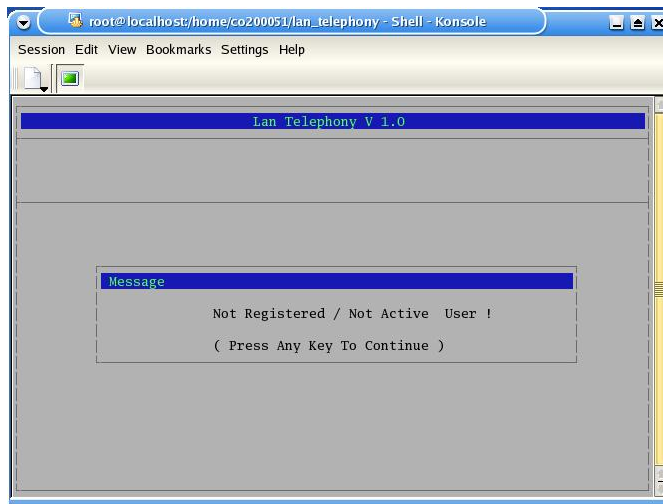 root@localhost:/home/co200051/lan_telephony - Shell - Konsole
Session Edit View Bookmarks Settings Help
Lan Telephony V 1.0
Message
Not Registered / Not Active User !
( Press Any Key To Continue )